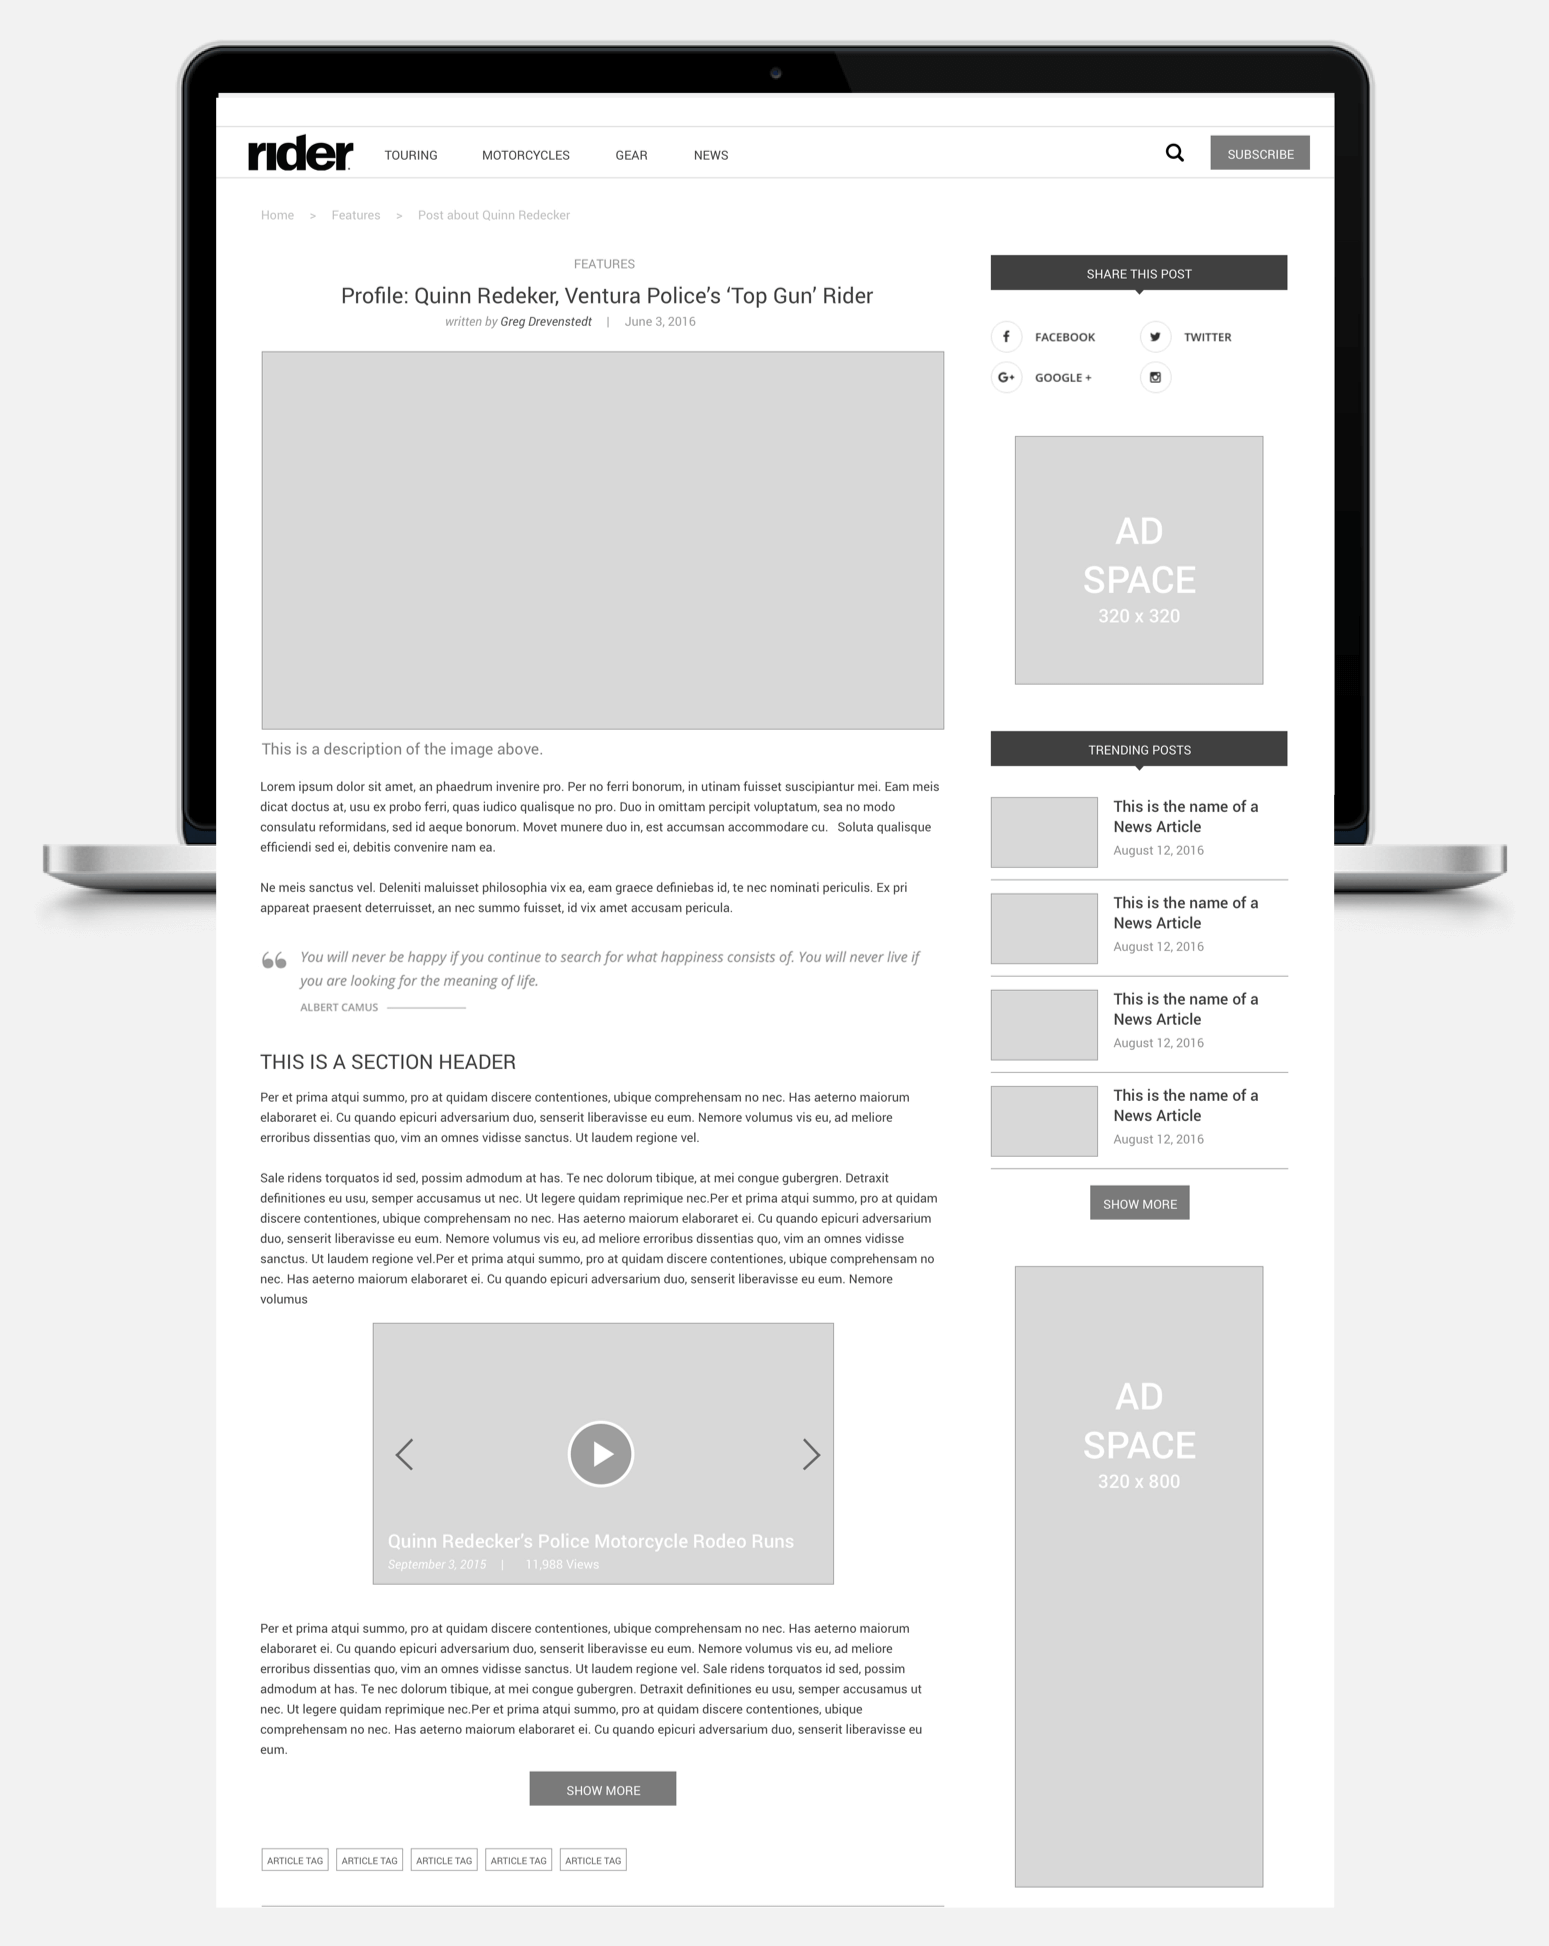 rider
TOURING
MOTORCYCLES
GEAR
NEWS
SUBSCRIBE
Home > Features > Post about Quinn Redecker
FEATURES
Profile: Quinn Redeker, Ventura Police’s ‘Top Gun’ Rider
written by Greg Drevenstedt | June 3, 2016
This is a description of the image above.
Lorem ipsum dolor sit amet, an phaedrum invenire pro. Per no ferri bonorum, in utinam fuisset suscipiantur mei. Eam meis
dicat doctus at, usu ex probo ferri, quas iudico qualisque no pro. Duo in omittam percipit voluptatum, sea no modo
consulatu reformidans, sed id aeque bonorum. Movet munere duo in, est accumsan accommodare cu. Soluta qualisque
efficiendi sed ei, debitis convenire nam ea.
Ne meis sanctus vel. Deleniti maluisset philosophia vix ea, eam graece definiebas id, te nec nominati periculis. Ex pri
appareat praesent deterruisset, an nec summo fuisset, id vix amet accusam pericula.
You will never be happy if you continue to search for what happiness consists of. You will never live if
you are looking for the meaning of life.
ALBERT CAMUS
THIS IS A SECTION HEADER
Per et prima atqui summo, pro at quidam discere contentiones, ubique comprehensam no nec. Has aeterno maiorum
elaboraret ei. Cu quando epicuri adversarium duo, senserit liberavisse eu eum. Nemore volumus vis eu, ad meliore
erroribus dissentias quo, vim an omnes vidisse sanctus. Ut laudem regione vel.
Sale ridens torquatos id sed, possim admodum at has. Te nec dolorum tibique, at mei congue gubergren. Detraxit
definitiones eu usu, semper accusamus ut nec. Ut legere quidam reprimique nec.Per et prima atqui summo, pro at quidam
discere contentiones, ubique comprehensam no nec. Has aeterno maiorum elaboraret ei. Cu quando epicuri adversarium
duo, senserit liberavisse eu eum. Nemore volumus vis eu, ad meliore erroribus dissentias quo, vim an omnes vidisse
sanctus. Ut laudem regione vel.Per et prima atqui summo, pro at quidam discere contentiones, ubique comprehensam no
nec. Has aeterno maiorum elaboraret ei. Cu quando epicuri adversarium duo, senserit liberavisse eu eum. Nemore
volumus
Quinn Redecker’s Police Motorcycle Rodeo Runs
September 3, 2015 | 11,988 Views
Per et prima atqui summo, pro at quidam discere contentiones, ubique comprehensam no nec. Has aeterno maiorum
elaboraret ei. Cu quando epicuri adversarium duo, senserit liberavisse eu eum. Nemore volumus vis eu, ad meliore
erroribus dissentias quo, vim an omnes vidisse sanctus. Ut laudem regione vel. Sale ridens torquatos id sed, possim
admodum at has. Te nec dolorum tibique, at mei congue gubergren. Detraxit definitiones eu usu, semper accusamus ut
nec. Ut legere quidam reprimique nec.Per et prima atqui summo, pro at quidam discere contentiones, ubique
comprehensam no nec. Has aeterno maiorum elaboraret ei. Cu quando epicuri adversarium duo, senserit liberavisse eu
eum.
SHOW MORE
ARTICLE TAG
ARTICLE TAG
ARTICLE TAG
ARTICLE TAG
ARTICLE TAG
SHARE THIS POST
FACEBOOK
TWITTER
GOOGLE +
AD
SPACE
320 x 320
TRENDING POSTS
This is the name of a
News Article
August 12, 2016
This is the name of a
News Article
August 12, 2016
This is the name of a
News Article
August 12, 2016
This is the name of a
News Article
August 12, 2016
SHOW MORE
AD
SPACE
320 x 800